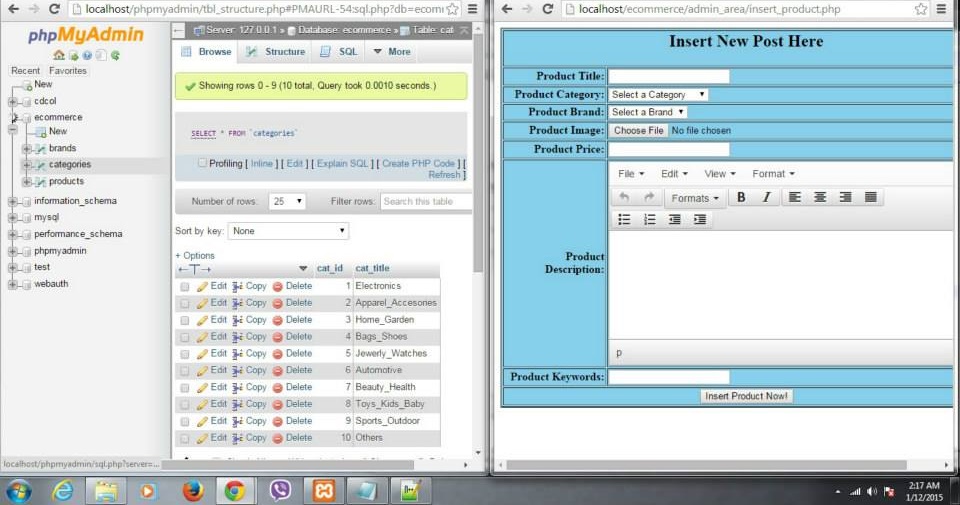 localhost/phpmyadmin/tbl_structure.php#PMAURL-54:sql.php?db=ecom
phpMyAdmin
Recent Favorites
New
cdcol
ecommerce
New
brands
categories
products
information_schema
mysql
performance_schema
phpmyadmin
test
webauth
localhost/phpmyadmin/sql.php?server=...
Server: 127.0.0.1 » Database: ecommerce » Table: cat
Browse Structure SQL More
Showing rows 0 - 9 (10 total, Query took 0.0010 seconds.)
SELECT * FROM `categories`
Profiling [ Inline ] [ Edit ] [ Explain SQL ] [ Create PHP Code ] [
Refresh ]
Number of rows: 25 Filter rows: Search this table
Sort by key: None
+ Options
←T→ cat_id cat_title
Edit Copy Delete 1 Electronics
Edit Copy Delete 2 Apparel_Accesones
Edit Copy Delete 3 Home_Garden
Edit Copy Delete 4 Bags_Shoes
Edit Copy Delete 5 Jewerly_Watches
Edit Copy Delete 6 Automotive
Edit Copy Delete 7 Beauty_Health
Edit Copy Delete 8 Toys_Kids_Baby
Edit Copy Delete 9 Sports_Outdoor
Edit Copy Delete 10 Others
localhost/ecommerce/admin_area/insert_product.php
Insert New Post Here
Product Title:
Product Category: Select a Category
Product Brand: Select a Brand
Product Image: Choose File No file chosen
Product Price:
File Edit View Format
Formats B I
Product
Description:
p
Product Keywords:
Insert Product Now!
2:17 AM
1/12/2015